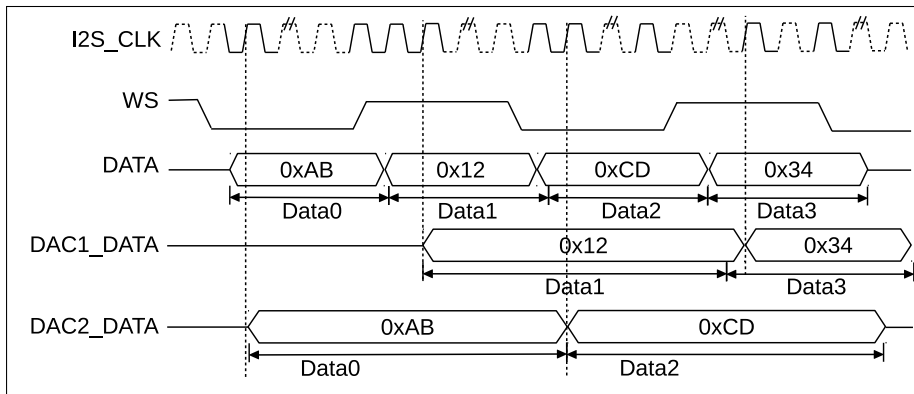 I2S_CLK
WS
DATA 0xAB 0x12 0xCD 0x34
Data0 Data1 Data2 Data3
DAC1_DATA 0x12 0x34
Data1 Data3
DAC2_DATA 0xAB 0xCD
Data0 Data2